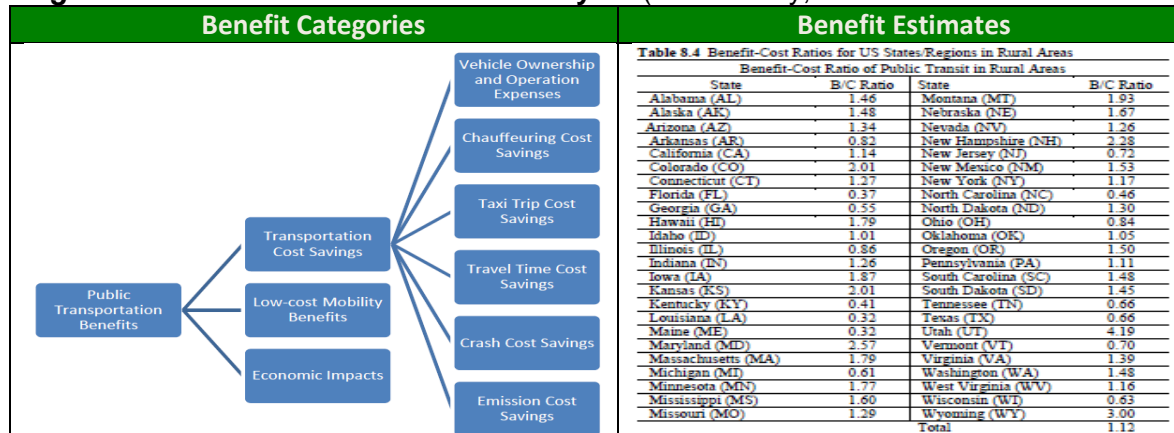 Benefit Categories
Benefit Estimates
Vehicle Ownership
and Operation
Expenses
Chauffeuring Cost
Savings
Taxi Trip Cost
Savings
Transportation
Cost Savings
Travel Time Cost
Savings
Public
Transportation
Benefits
Low-cost Mobility
Benefits
Crash Cost Savings
Economic Impacts
Emission Cost
Savings
Table 8.4 Benefit-Cost Ratios for US States/Regions in Rural Areas
Benefit-Cost Ratio of Public Transit in Rural Areas
State B/C Ratio State B/C Ratio
Alabama (AL) 1.46 Montana (MT) 1.93
Alaska (AK) 1.48 Nebraska (NE) 1.67
Arizona (AZ) 1.34 Nevada (NV) 1.26
Arkansas (AR) 0.82 New Hampshire (NH) 2.28
California (CA) 1.14 New Jersey (NJ) 0.72
Colorado (CO) 2.01 New Mexico (NM) 1.53
Connecticut (CT) 1.27 New York (NY) 1.17
Florida (FL) 0.37 North Carolina (NC) 0.46
Georgia (GA) 0.55 North Dakota (ND) 1.30
Hawaii (HI) 1.79 Ohio (OH) 0.84
Idaho (ID) 1.01 Oklahoma (OK) 1.05
Illinois (IL) 0.86 Oregon (OR) 1.50
Indiana (IN) 1.26 Pennsylvania (PA) 1.11
Iowa (IA) 1.87 South Carolina (SC) 1.48
Kansas (KS) 2.01 South Dakota (SD) 1.45
Kentucky (KY) 0.41 Tennessee (TN) 0.66
Louisiana (LA) 0.32 Texas (TX) 0.66
Maine (ME) 0.32 Utah (UT) 4.19
Maryland (MD) 2.57 Vermont (VT) 0.70
Massachusetts (MA) 1.79 Virginia (VA) 1.39
Michigan (MI) 0.61 Washington (WA) 1.48
Minnesota (MN) 1.77 West Virginia (WV) 1.16
Mississippi (MS) 1.60 Wisconsin (WI) 0.63
Missouri (MO) 1.29 Wyoming (WY) 3.00
Total 1.12